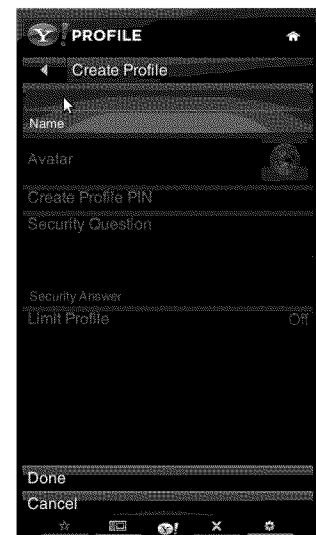 Y! PROFILE
Create Profile
Name
Avatar
Create Profile PIN
Security Question
Security Answer
Limit Profile Off
Done
Cancel
Y!